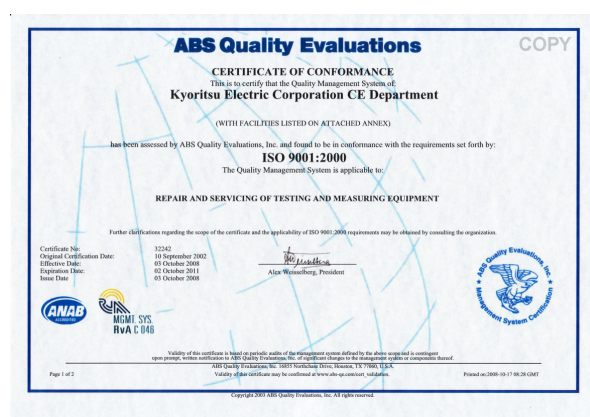 ABS Quality Evaluations
COPY
CERTIFICATE OF CONFORMANCE
This is to certify that the Quality Management System of:
Kyoritsu Electric Corporation CE Department
(WITH FACILITIES LISTED ON ATTACHED ANNEX)
has been assessed by ABS Quality Evaluations, Inc. and found to be in conformance with the requirements set forth by:
ISO 9001:2000
The Quality Management System is applicable to:
REPAIR AND SERVICING OF TESTING AND MEASURING EQUIPMENT
Further clarifications regarding the scope of the certificate and the applicability of ISO 9001:2000 requirements may be obtained by consulting the organization.
Certificate No: 32242
Original Certification Date: 10 September 2002
Effective Date: 03 October 2008
Expiration Date: 02 October 2011
Issue Date 03 October 2008
Alex Weisselberg, President
ABS Quality Evaluations, Inc.
Management System Certification
ANAB
ACCREDITED
MGMT. SYS.
RvA C 046
Validity of this certificate is based on periodic audits of the management system defined by the above scope and is contingent
upon prompt, written notification to ABS Quality Evaluations, Inc. of significant changes to the management system or components thereof.
ABS Quality Evaluations, Inc. 16855 Northchase Drive, Houston, TX 77060, U.S.A.
Page 1 of 2
Validity of this certificate may be confirmed at www.abs-qe.com/cert_validation.
Printed on:2008-10-17 08:28 GMT
Copyright 2003 ABS Quality Evaluations, Inc. All rights reserved.